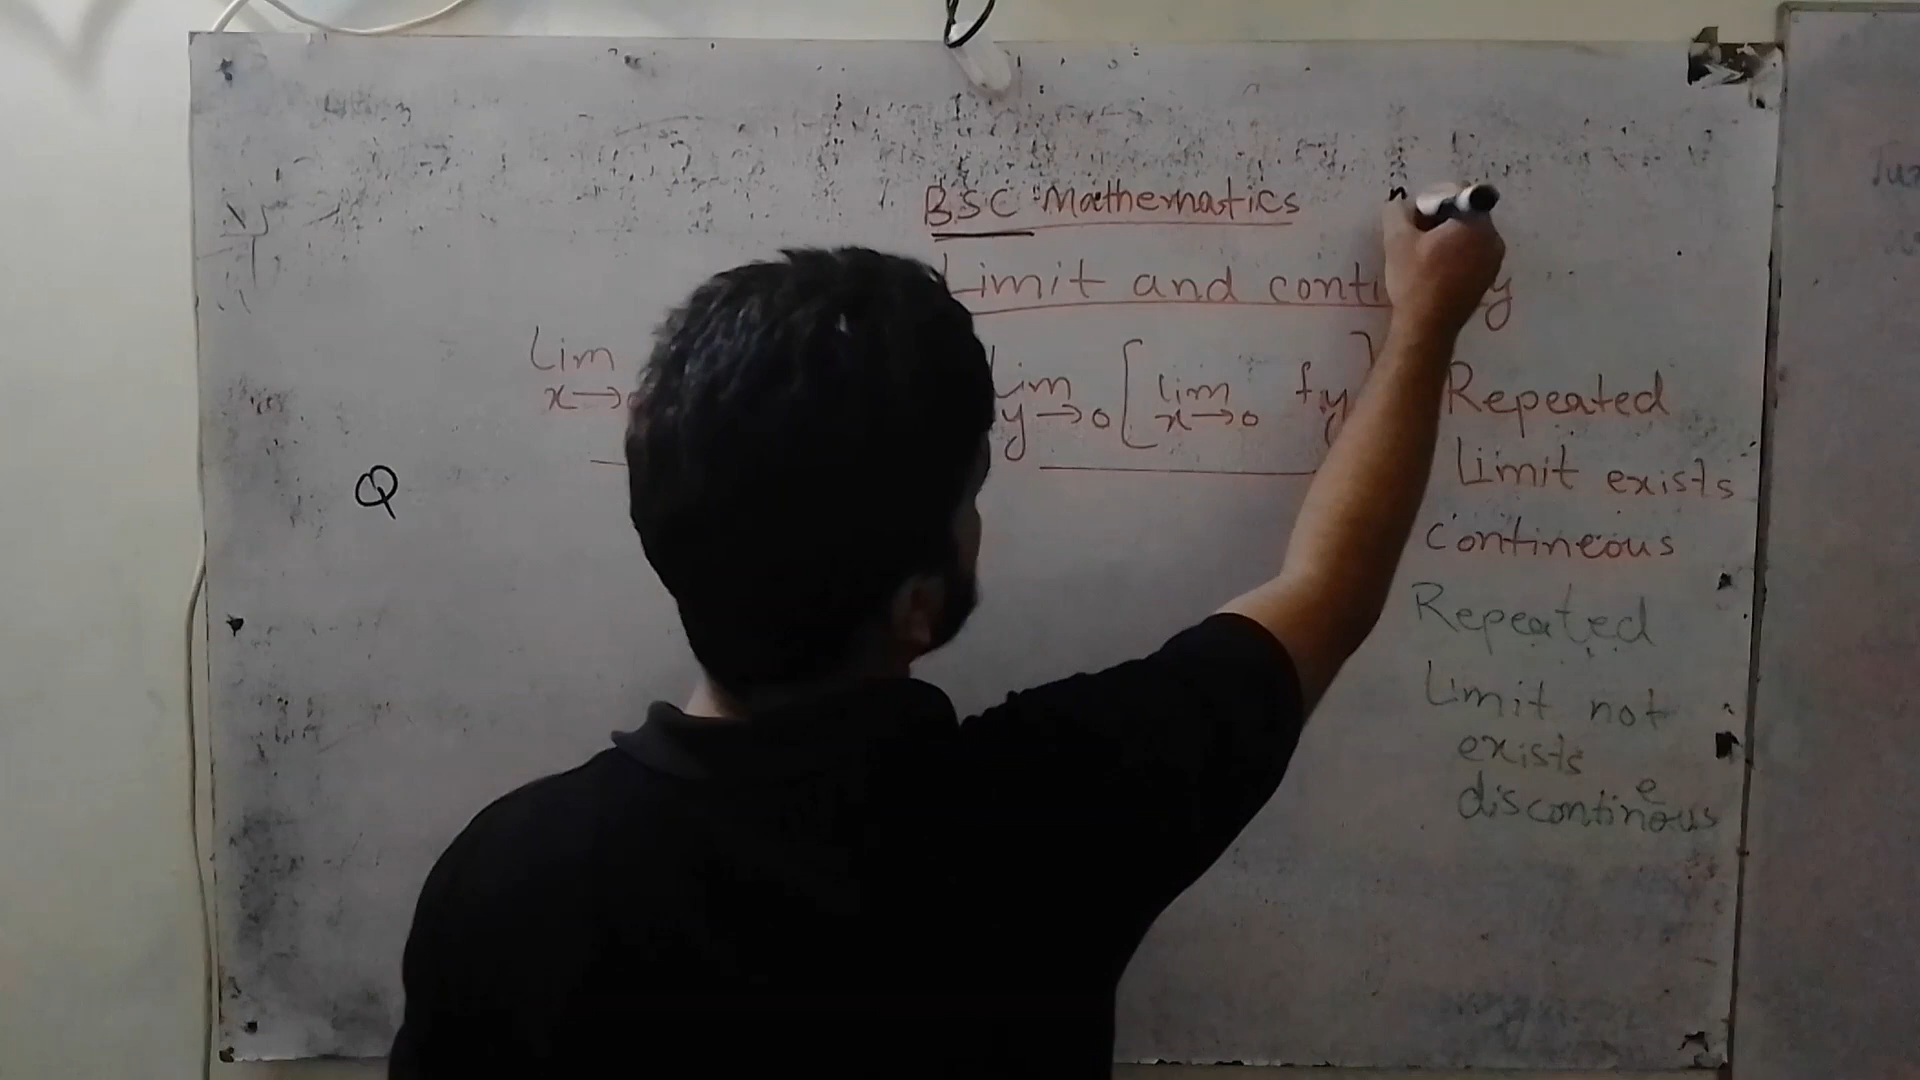 BSC Mathematics n
Limit and conti y
lim x→ lim y→0 [ lim x→0 f,y ]
Repeated
Limit exists
contineous
Q
Repeated
Limit not
exists
discontineous